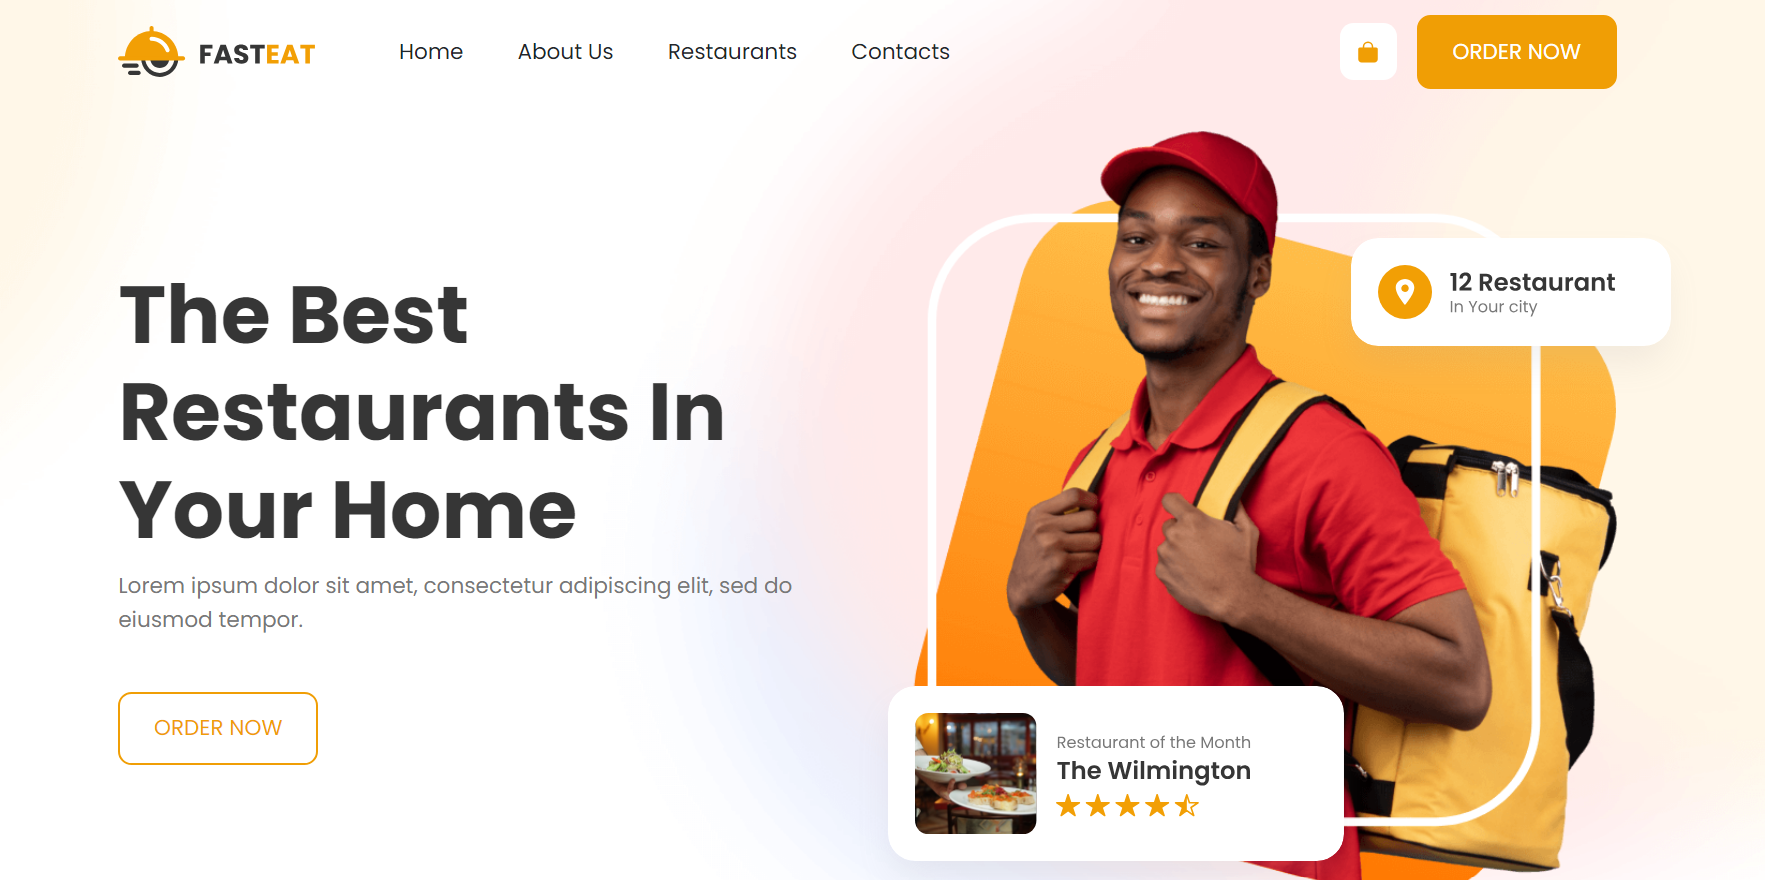 FASTEAT
Home
About Us
Restaurants
Contacts
ORDER NOW
The Best
Restaurants In
Your Home
Lorem ipsum dolor sit amet, consectetur adipiscing elit, sed do
eiusmod tempor.
ORDER NOW
12 Restaurant
In Your city
Restaurant of the Month
The Wilmington